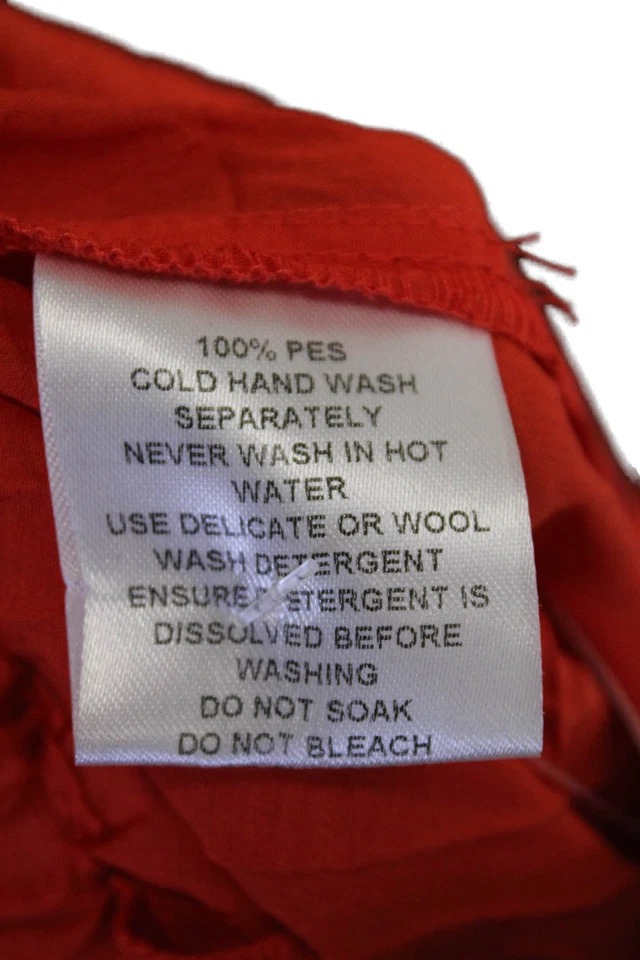 100% PES
COLD HAND WASH
SEPARATELY
NEVER WASH IN HOT
WATER
USE DELICATE OR WOOL
WASH DETERGENT
ENSURE DETERGENT IS
DISSOLVED BEFORE
WASHING
DO NOT SOAK
DO NOT BLEACH